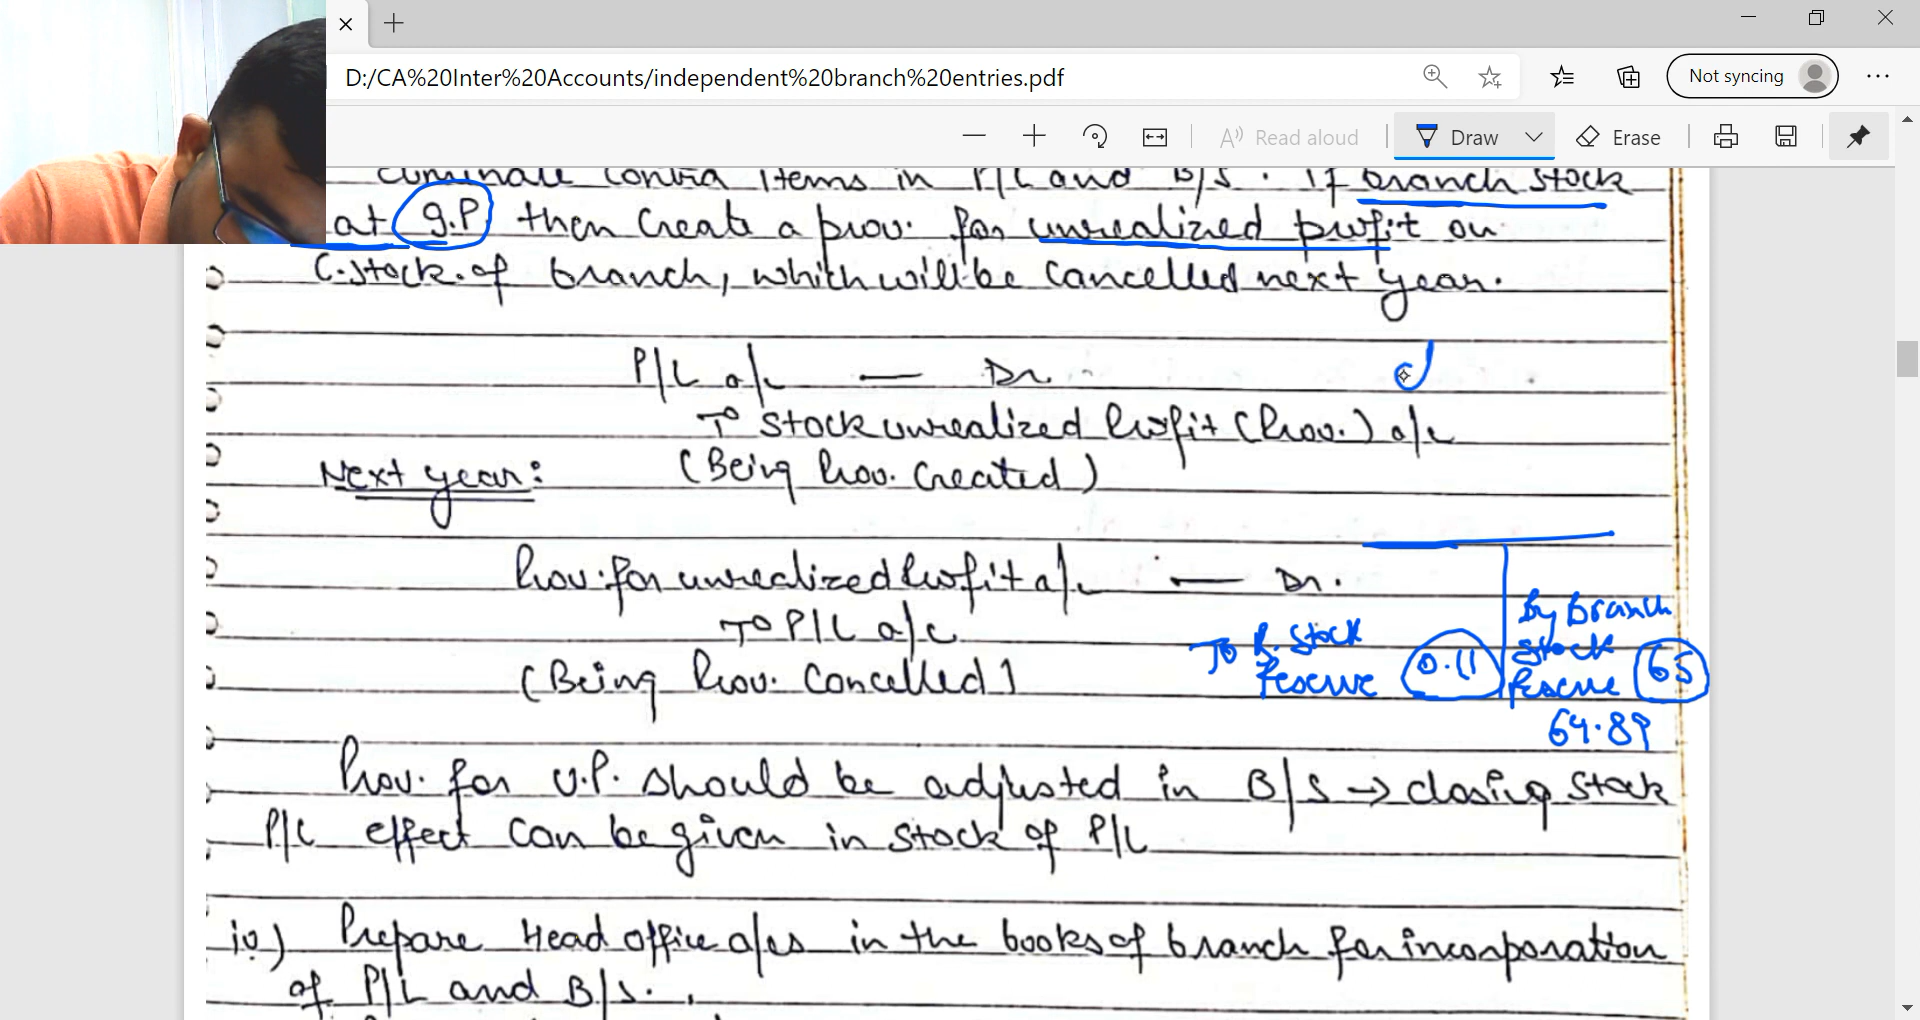 D:/CA%20Inter%20Accounts/independent%20branch%20entries.pdf
Not syncing
Read aloud
Draw
Erase
contra items in P/L and B/S. If branch stock
at g.P then create a prov. for unrealized profit on
C.stock.of branch, which will be cancelled next year.
P/L a/c — Dr.
To stock unrealized Profit (Prov.) a/c
Next year: (Being Prov. Created)
Prov. for unrealized Profit a/c — Dr.
To P/L a/c
(Being Prov. Cancelled)
To B. Stock Reserve 0.11
By Branch Stock Rescue 65
64.89
Prov. for U.P. should be adjusted in B/S → closing stock
P/L effect can be given in stock of P/L
iv) Prepare Head office a/cs in the books of branch for incorporation
of P/L and B/S.